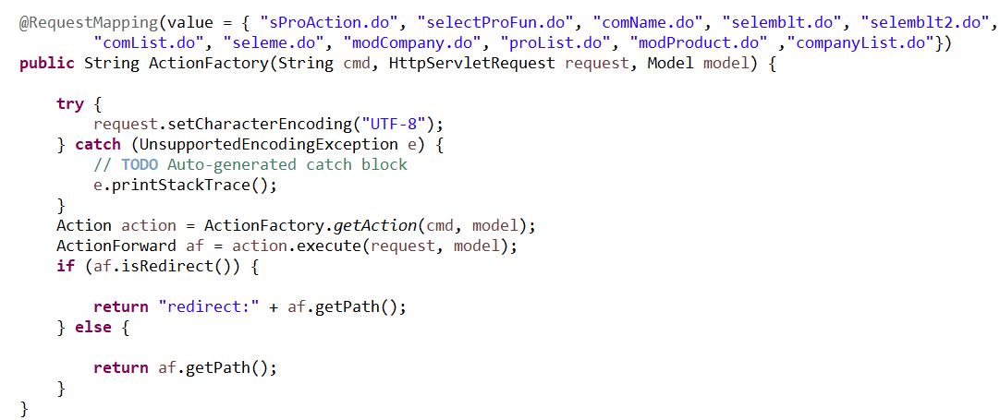 @RequestMapping(value = { "sProAction.do", "selectProFun.do", "comName.do", "selemblt.do", "selemblt2.do",
"comList.do", "seleme.do", "modCompany.do", "proList.do", "modProduct.do" ,"companyList.do"})
public String ActionFactory(String cmd, HttpServletRequest request, Model model) {
try {
request.setCharacterEncoding("UTF-8");
} catch (UnsupportedEncodingException e) {
// TODO Auto-generated catch block
e.printStackTrace();
}
Action action = ActionFactory.getAction(cmd, model);
ActionForward af = action.execute(request, model);
if (af.isRedirect()) {
return "redirect:" + af.getPath();
} else {
return af.getPath();
}
}